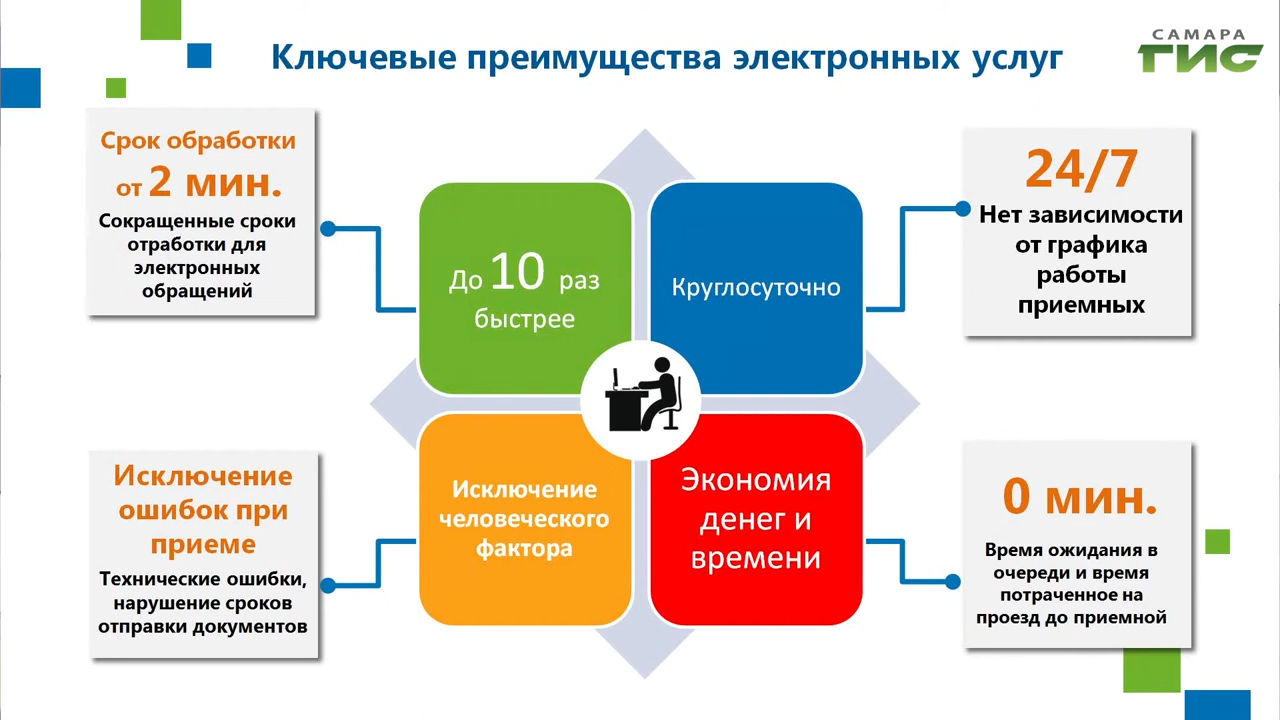 Ключевые преимущества электронных услуг
САМАРА
ГИС
Срок обработки
от 2 мин.
Сокращенные сроки
отработки для
электронных
обращений
До 10 раз
быстрее
Круглосуточно
24/7
Нет зависимости
от графика
работы
приемных
Исключение
ошибок при
приеме
Технические ошибки,
нарушение сроков
отправки документов
Исключение
человеческого
фактора
Экономия
денег и
времени
0 мин.
Время ожидания в
очереди и время
потраченное на
проезд до приемной